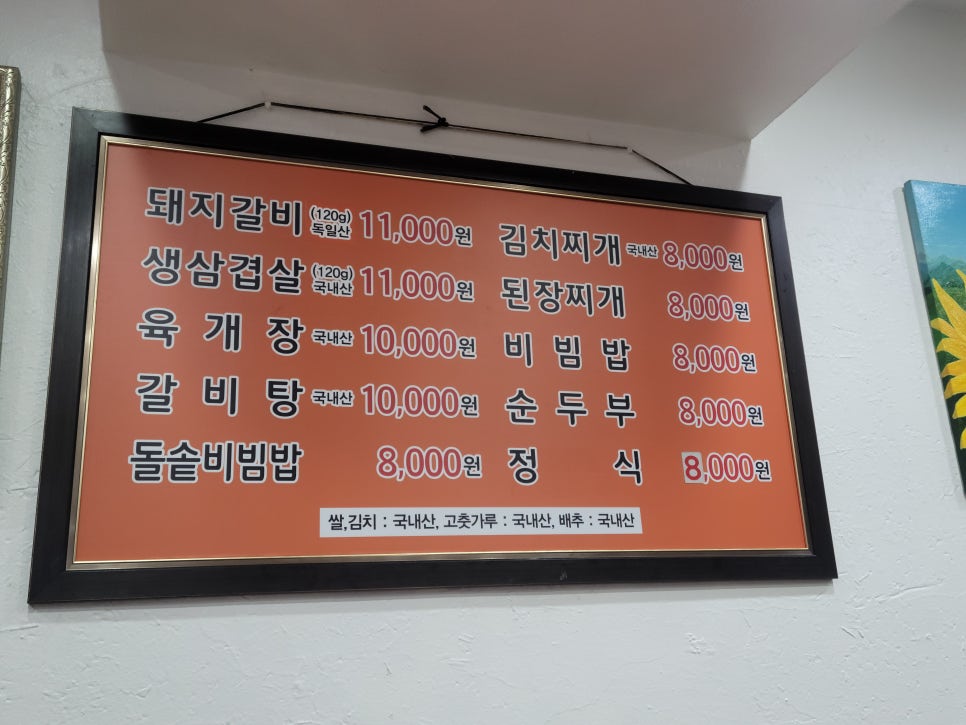 돼지갈비 (120g) 독일산 11,000원
생삼겹살 (120g) 국내산 11,000원
육개장 국내산 10,000원
갈비탕 국내산 10,000원
돌솥비빔밥 8,000원
김치찌개 국내산 8,000원
된장찌개 8,000원
비빔밥 8,000원
순두부 8,000원
정식 8,000원
쌀,김치 : 국내산, 고춧가루 : 국내산, 배추 : 국내산